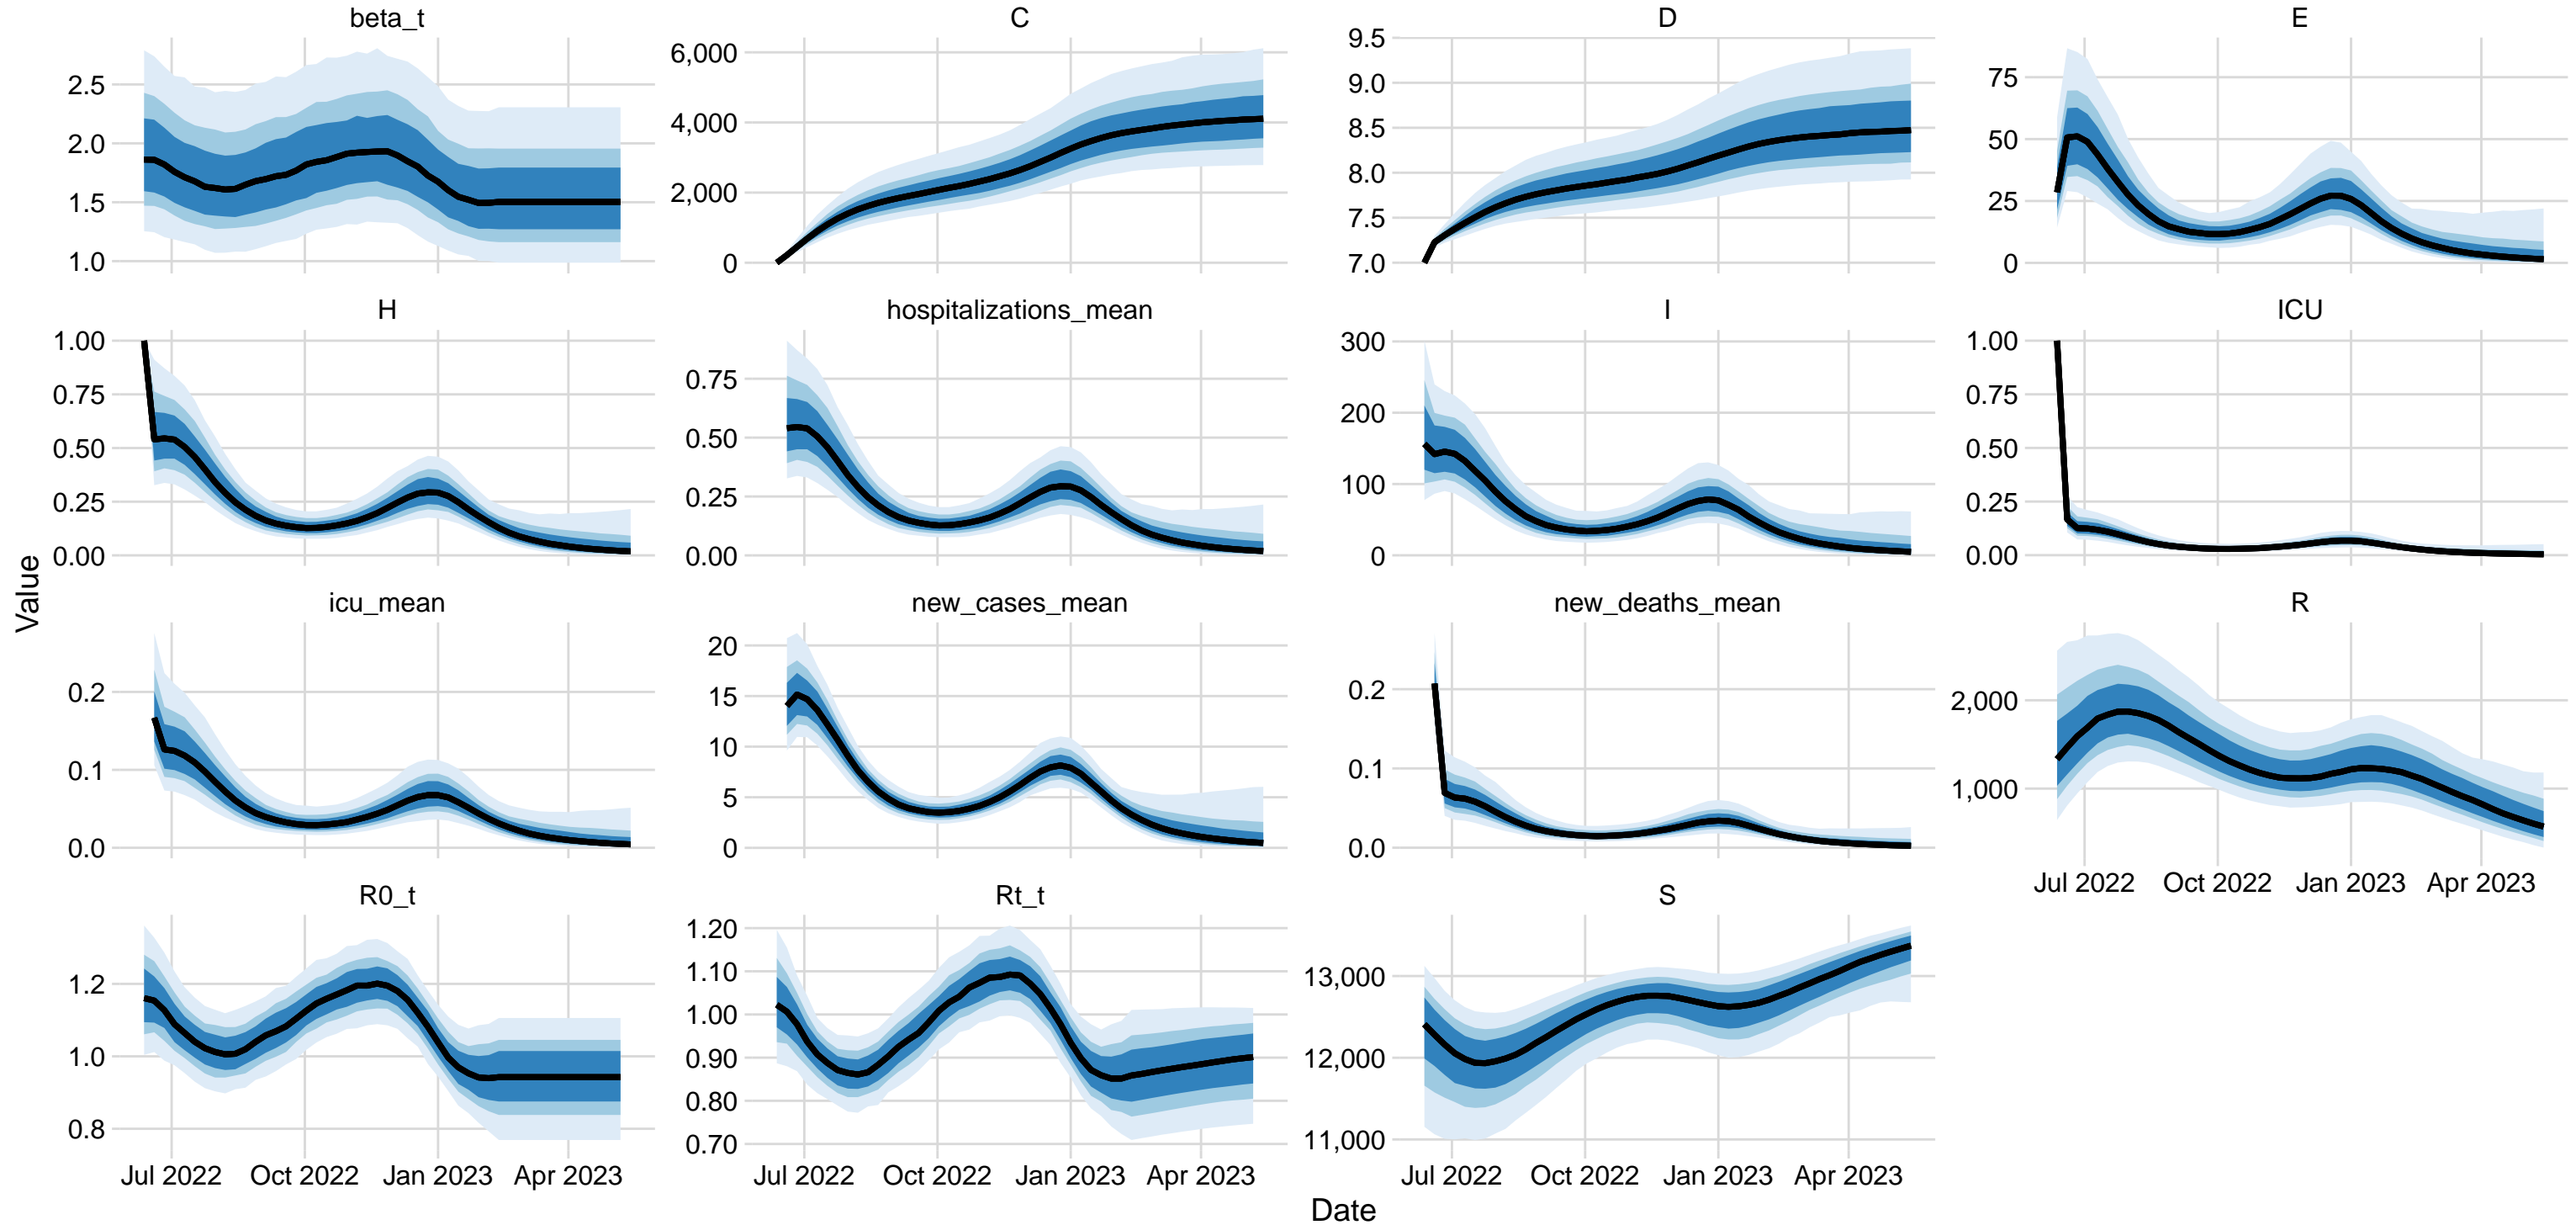 beta_t
C
D
E
2.5
2.0
1.5
1.0
6,000
4,000
2,000
0
9.5
9.0
8.5
8.0
7.5
7.0
75
50
25
0
H
hospitalizations_mean
I
ICU
1.00
0.75
0.50
0.25
0.00
0.75
0.50
0.25
0.00
300
200
100
0
1.00
0.75
0.50
0.25
0.00
Value
icu_mean
new_cases_mean
new_deaths_mean
R
0.2
0.1
0.0
20
15
10
5
0
0.2
0.1
0.0
2,000
1,000
Jul 2022 Oct 2022 Jan 2023 Apr 2023
R0_t
Rt_t
S
1.2
1.0
0.8
1.20
1.10
1.00
0.90
0.80
0.70
13,000
12,000
11,000
Jul 2022 Oct 2022 Jan 2023 Apr 2023
Jul 2022 Oct 2022 Jan 2023 Apr 2023
Jul 2022 Oct 2022 Jan 2023 Apr 2023
Date